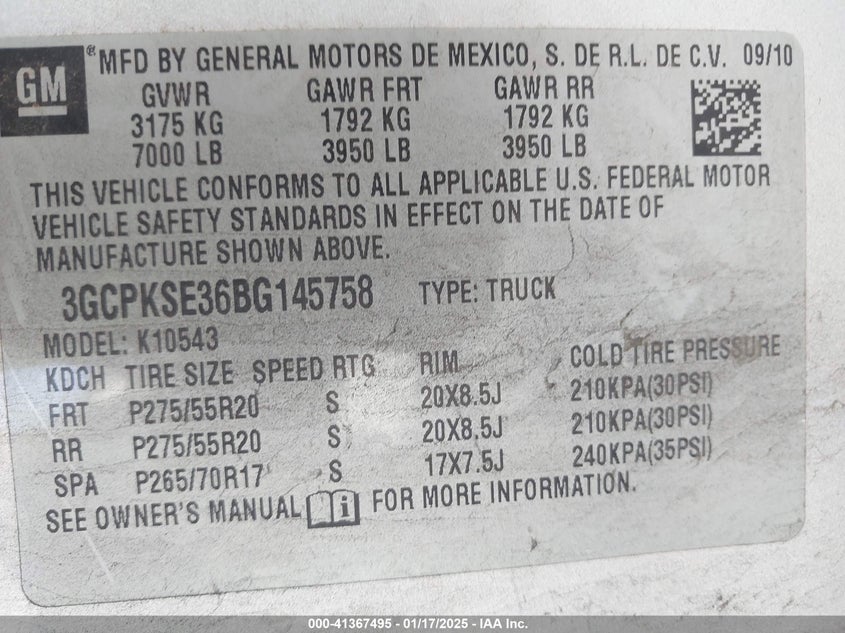 GM
® MFD BY GENERAL MOTORS DE MEXICO, S. DE R.L. DE C.V. 09/10
GVWR GAWR FRT GAWR RR
3175 KG 1792 KG 1792 KG
7000 LB 3950 LB 3950 LB
THIS VEHICLE CONFORMS TO ALL APPLICABLE U.S. FEDERAL MOTOR
VEHICLE SAFETY STANDARDS IN EFFECT ON THE DATE OF
MANUFACTURE SHOWN ABOVE.
3GCPKSE36BG145758 TYPE: TRUCK
MODEL: K10543
KDCH TIRE SIZE SPEED RTG RIM COLD TIRE PRESSURE
FRT P275/55R20 S 20X8.5J 210KPA(30PSI)
RR P275/55R20 S 20X8.5J 210KPA(30PSI)
SPA P265/70R17 S 17X7.5J 240KPA(35PSI)
SEE OWNER'S MANUAL i FOR MORE INFORMATION.
000-41367495 - 01/17/2025 - IAA Inc.